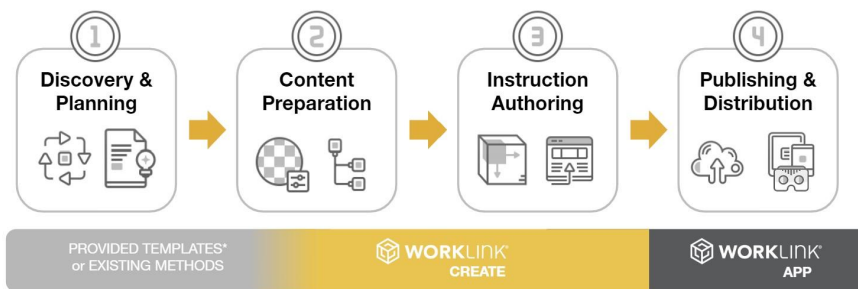 1
Discovery &
Planning
2
Content
Preparation
3
Instruction
Authoring
4
Publishing &
Distribution
PROVIDED TEMPLATES*
or EXISTING METHODS
WORKLINK®
CREATE
WORKLINK®
APP